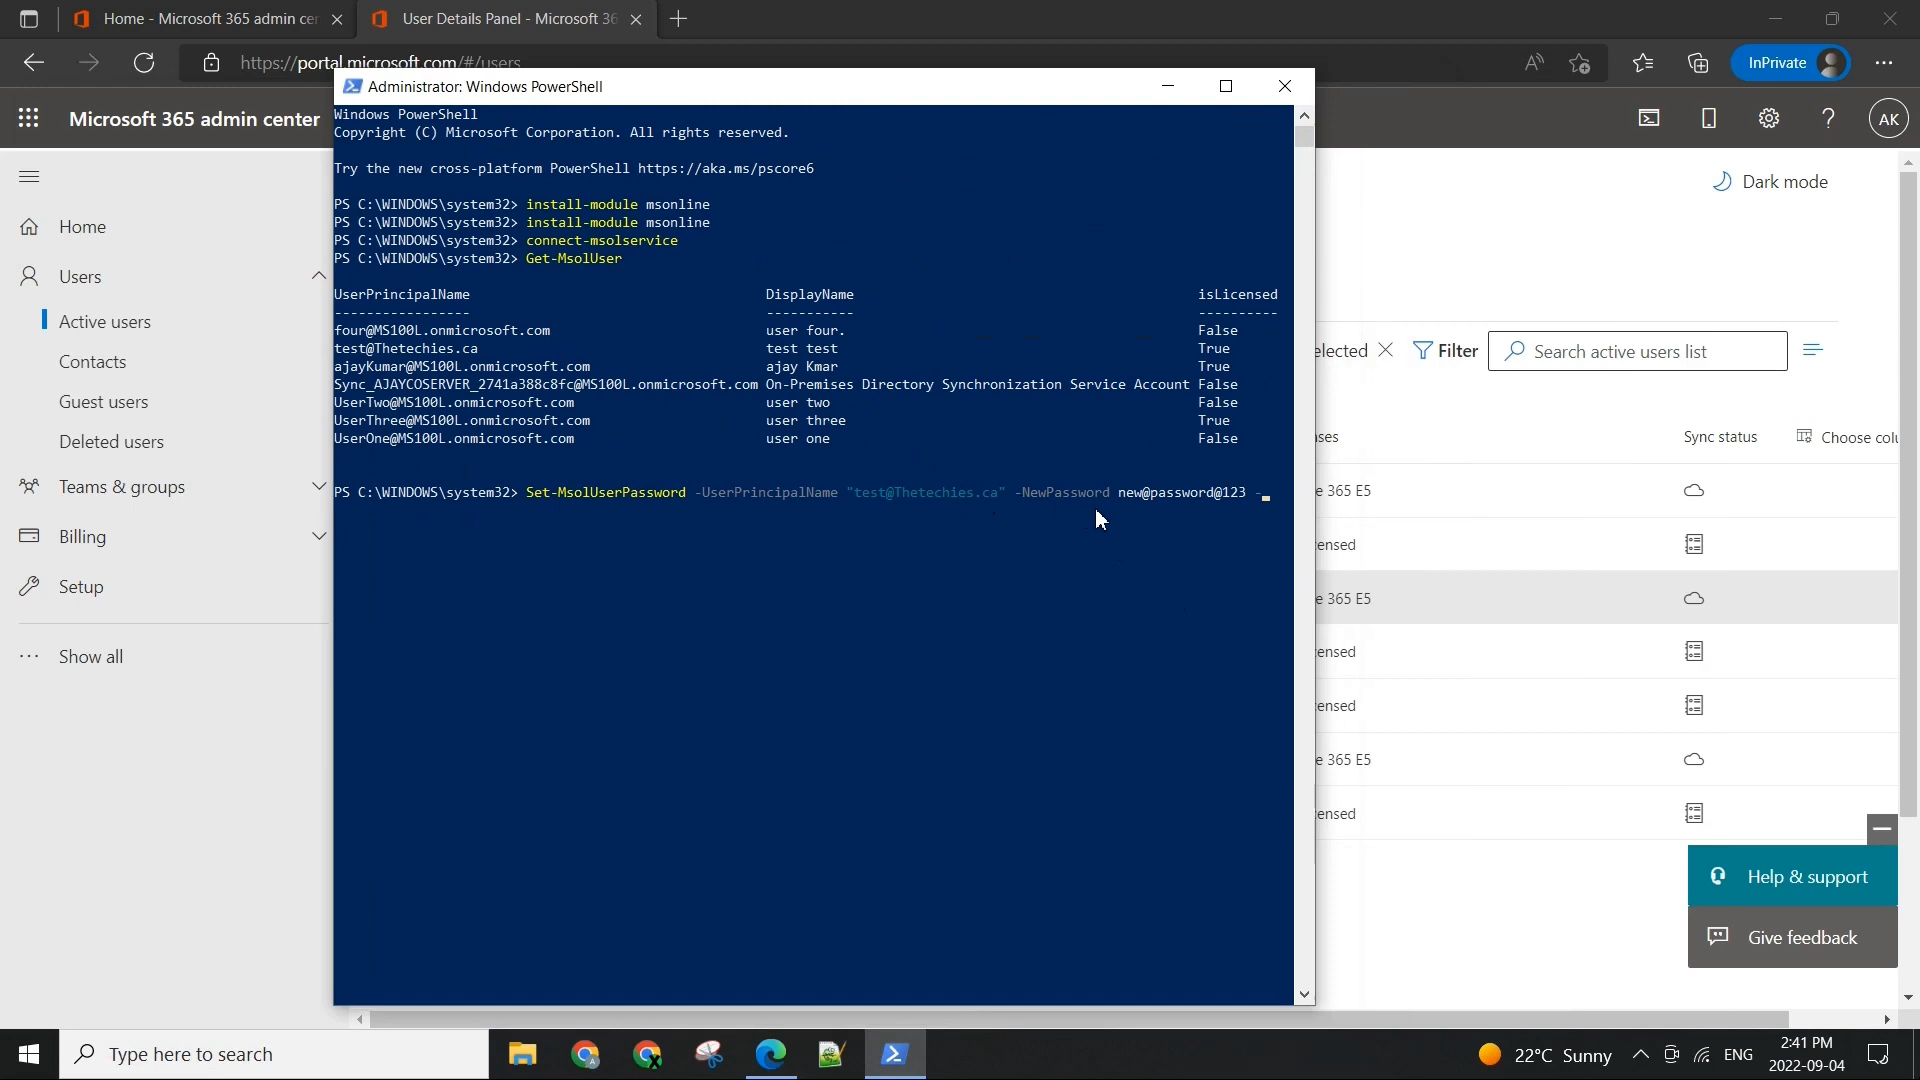 Home - Microsoft 365 admin cer
User Details Panel - Microsoft 36
https://portal.microsoft.com/#/users
InPrivate
Microsoft 365 admin center
AK
Administrator: Windows PowerShell
Windows PowerShell
Copyright (C) Microsoft Corporation. All rights reserved.
Try the new cross-platform PowerShell https://aka.ms/pscore6
PS C:\WINDOWS\system32> install-module msonline
PS C:\WINDOWS\system32> install-module msonline
PS C:\WINDOWS\system32> connect-msolservice
PS C:\WINDOWS\system32> Get-MsolUser
UserPrincipalName DisplayName isLicensed
----------------- ----------- ----------
four@MS100L.onmicrosoft.com user four. False
test@Thetechies.ca test test True
ajayKumar@MS100L.onmicrosoft.com ajay Kmar True
Sync_AJAYCOSERVER_2741a388c8fc@MS100L.onmicrosoft.com On-Premises Directory Synchronization Service Account False
UserTwo@MS100L.onmicrosoft.com user two False
UserThree@MS100L.onmicrosoft.com user three True
UserOne@MS100L.onmicrosoft.com user one False
PS C:\WINDOWS\system32> Set-MsolUserPassword -UserPrincipalName "test@Thetechies.ca" -NewPassword new@password@123 -
Home
Users
Active users
Contacts
Guest users
Deleted users
Teams & groups
Billing
Setup
Show all
Dark mode
elected
Filter
Search active users list
ses
Sync status
Choose colu
e 365 E5
ensed
e 365 E5
ensed
ensed
e 365 E5
ensed
Help & support
Give feedback
Type here to search
22°C Sunny
ENG
2:41 PM
2022-09-04